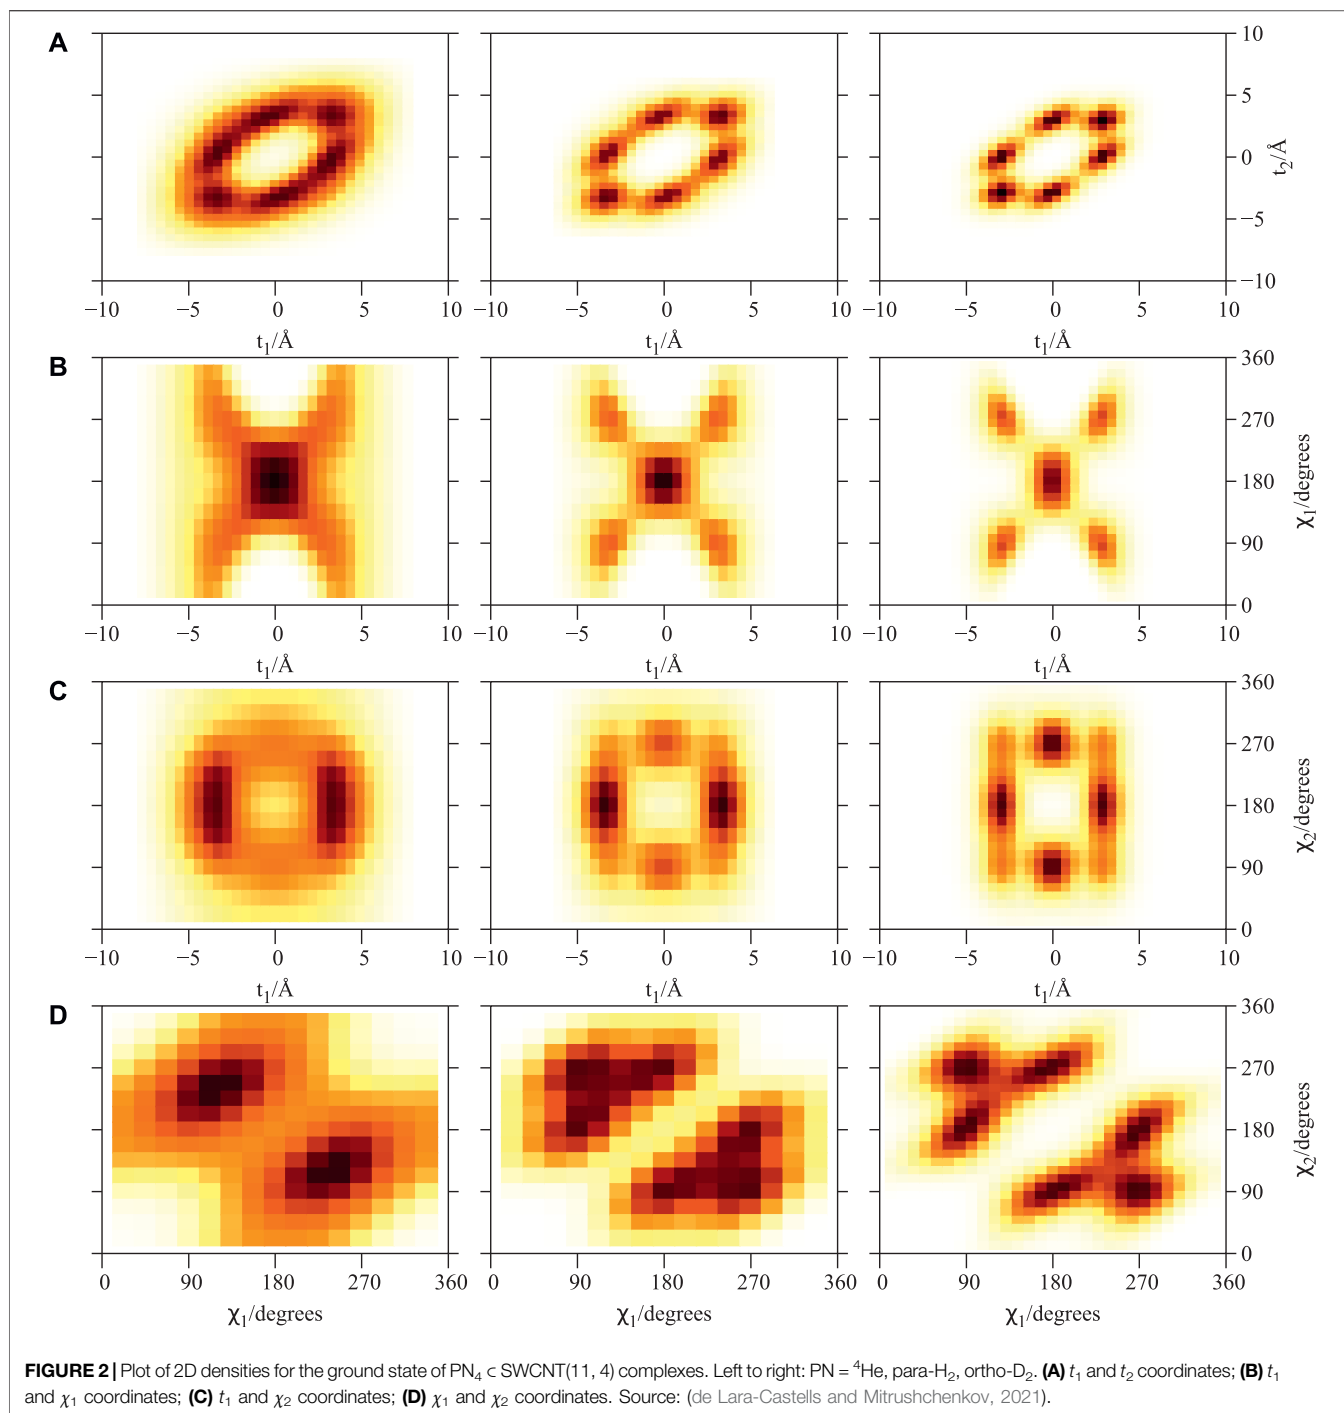 A
10
5
0
−5
−10
t₂/Å
−10 −5 0 5 10 −10 −5 0 5 10 −10 −5 0 5 10
t₁/Å t₁/Å t₁/Å
B
360
270
180
90
0
χ₁/degrees
−10 −5 0 5 10 −10 −5 0 5 10 −10 −5 0 5 10
t₁/Å t₁/Å t₁/Å
C
360
270
180
90
0
χ₂/degrees
−10 −5 0 5 10 −10 −5 0 5 10 −10 −5 0 5 10
t₁/Å t₁/Å t₁/Å
D
360
270
180
90
0
χ₂/degrees
0 90 180 270 360 0 90 180 270 360 0 90 180 270 360
χ₁/degrees χ₁/degrees χ₁/degrees
FIGURE 2 | Plot of 2D densities for the ground state of PN₄ ⊂ SWCNT(11, 4) complexes. Left to right: PN = ⁴He, para-H₂, ortho-D₂. (A) t₁ and t₂ coordinates; (B) t₁
and χ₁ coordinates; (C) t₁ and χ₂ coordinates; (D) χ₁ and χ₂ coordinates. Source: (de Lara-Castells and Mitrushchenkov, 2021).